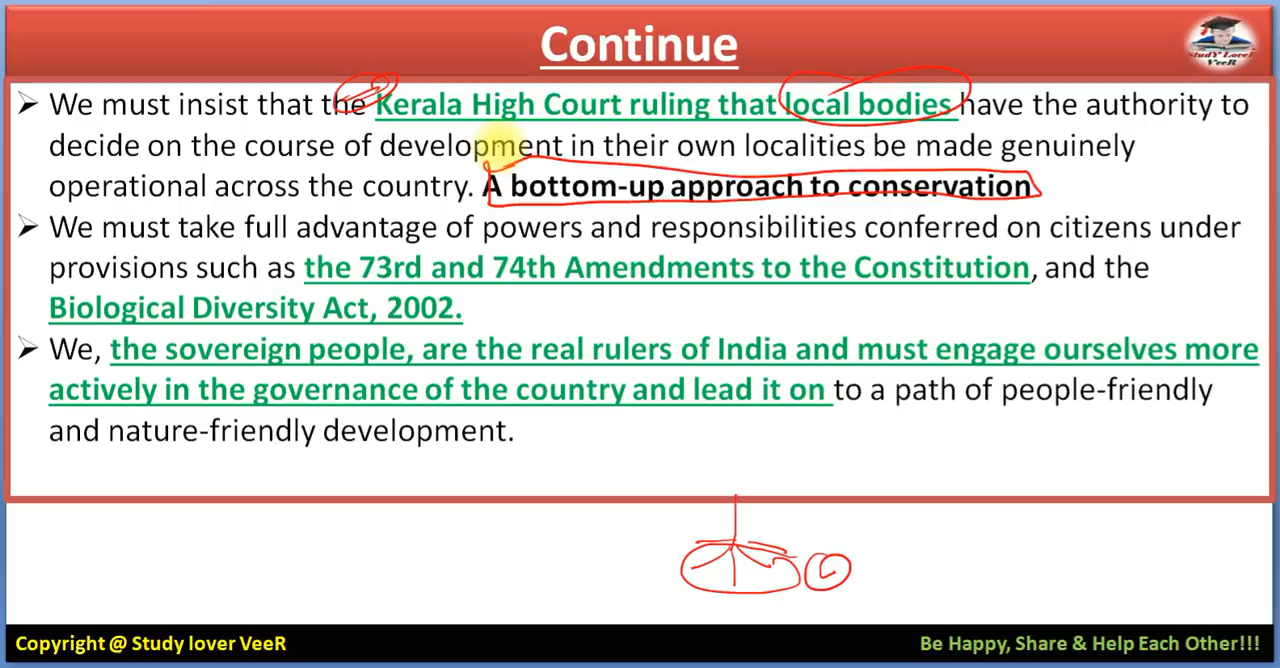 Continue
StudY LoveR
VeeR
➢ We must insist that the Kerala High Court ruling that local bodies have the authority to
decide on the course of development in their own localities be made genuinely
operational across the country. A bottom-up approach to conservation
➢ We must take full advantage of powers and responsibilities conferred on citizens under
provisions such as the 73rd and 74th Amendments to the Constitution, and the
Biological Diversity Act, 2002.
➢ We, the sovereign people, are the real rulers of India and must engage ourselves more
actively in the governance of the country and lead it on to a path of people-friendly
and nature-friendly development.
Copyright @ Study lover VeeR
Be Happy, Share & Help Each Other!!!